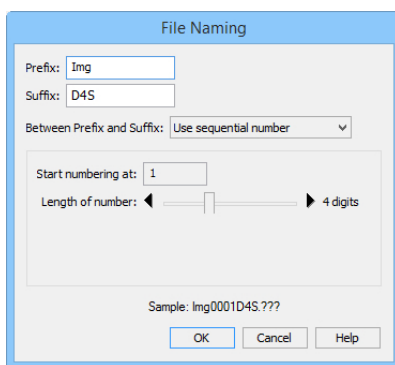 File Naming
Prefix: Img
Suffix: D4S
Between Prefix and Suffix: Use sequential number
Start numbering at: 1
Length of number: 4 digits
Sample: Img0001D4S.???
OK Cancel Help